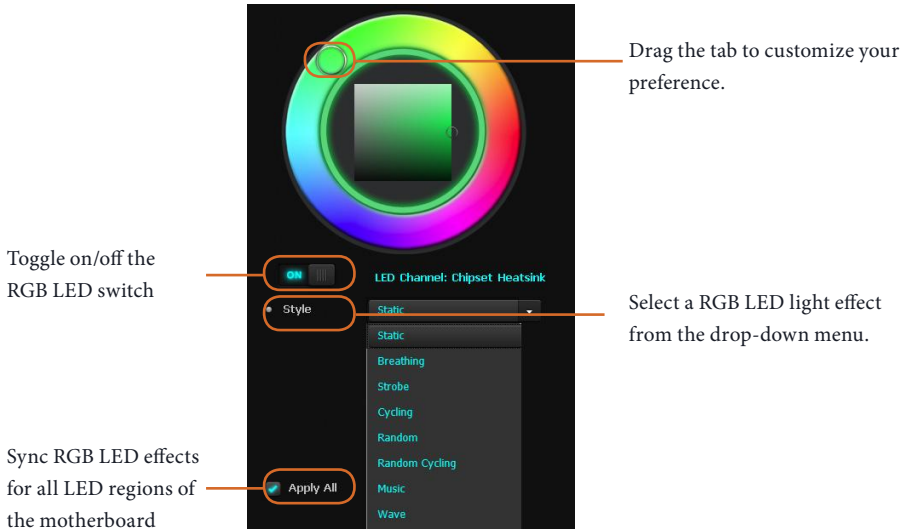 Drag the tab to customize your
preference.
Toggle on/off the
RGB LED switch
ON
LED Channel: Chipset Heatsink
Style
Static
Select a RGB LED light effect
from the drop-down menu.
Static
Breathing
Strobe
Cycling
Random
Random Cycling
Music
Wave
Sync RGB LED effects
for all LED regions of
the motherboard
Apply All